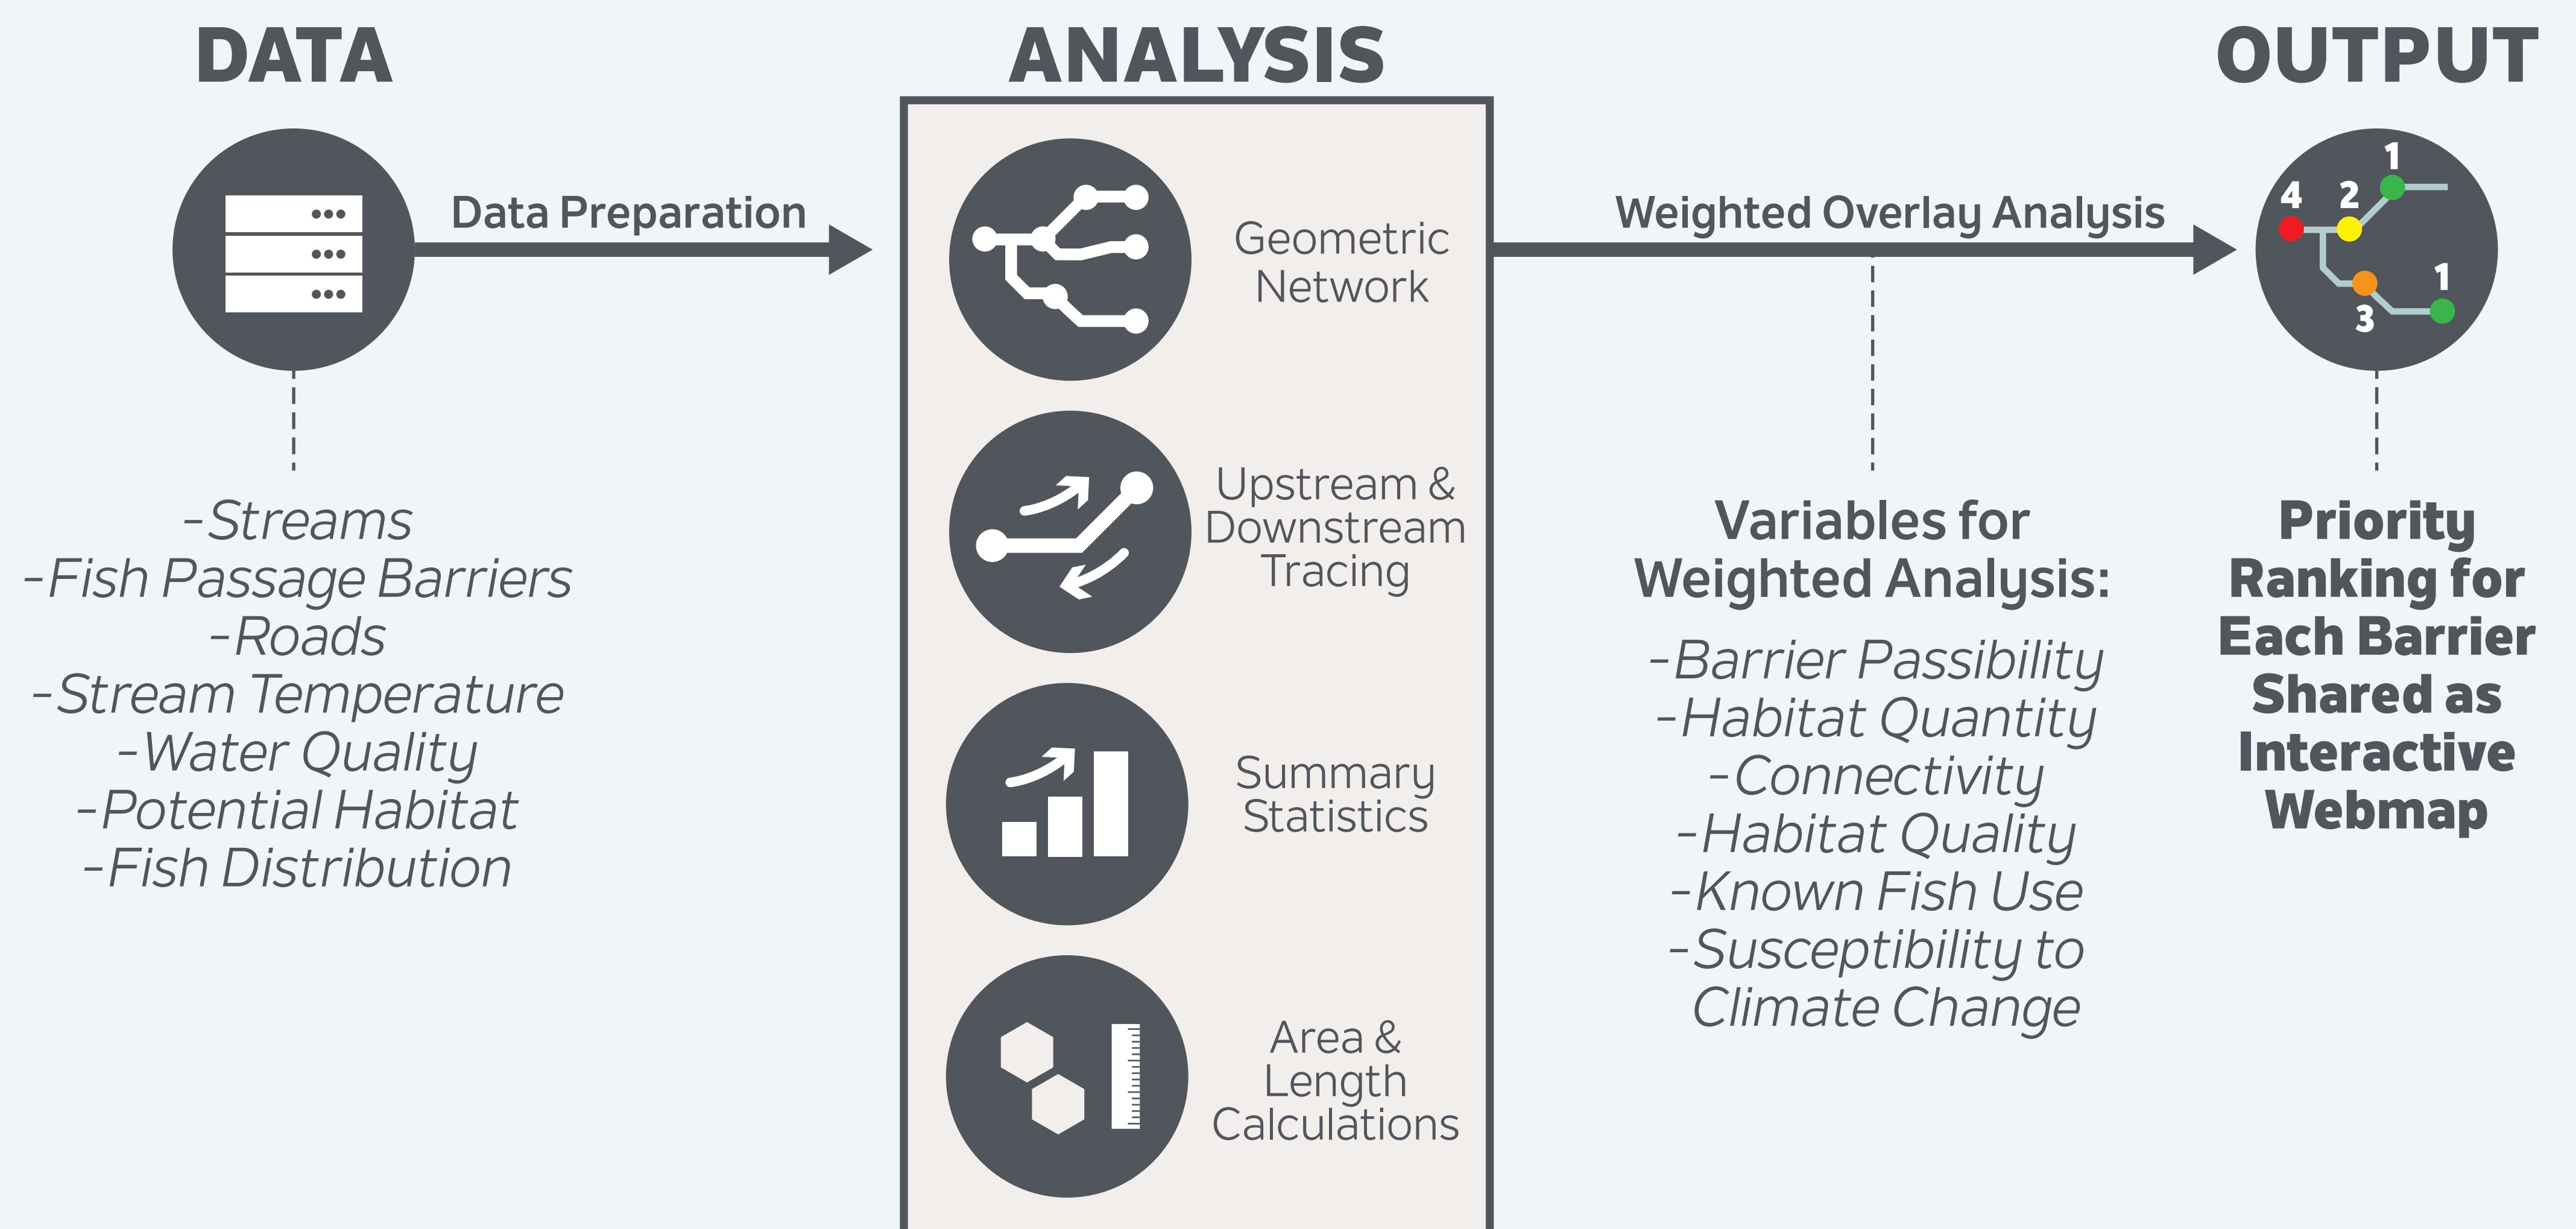 DATA
Data Preparation
-Streams
-Fish Passage Barriers
-Roads
-Stream Temperature
-Water Quality
-Potential Habitat
-Fish Distribution
ANALYSIS
Geometric
Network
Upstream &
Downstream
Tracing
Summary
Statistics
Area &
Length
Calculations
Weighted Overlay Analysis
Variables for
Weighted Analysis:
-Barrier Passibility
-Habitat Quantity
-Connectivity
-Habitat Quality
-Known Fish Use
-Susceptibility to
Climate Change
OUTPUT
1
4 2
1
3
Priority
Ranking for
Each Barrier
Shared as
Interactive
Webmap